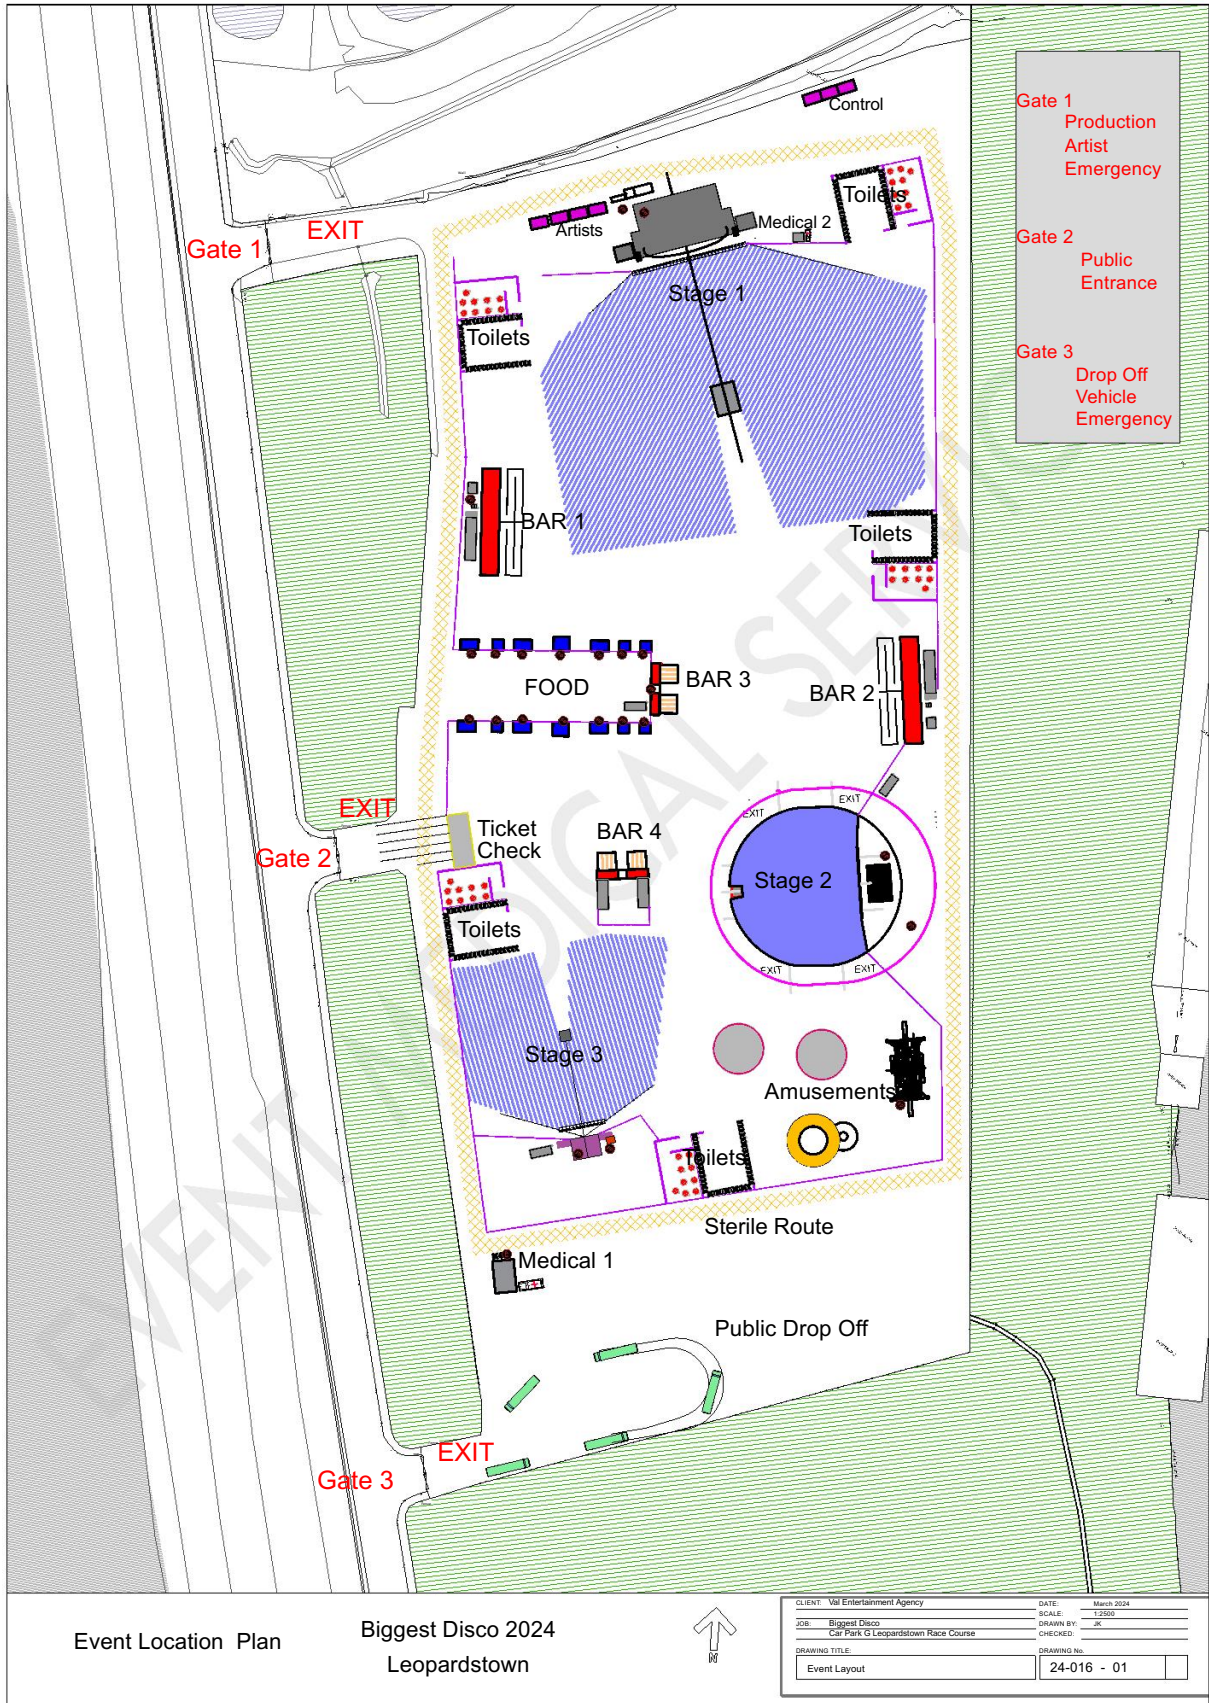 Control
Gate 1
Production
Artist
Emergency
Toilets
Artists
Medical 2
EXIT
Gate 1
Gate 2
Public
Entrance
Stage 1
Toilets
Gate 3
Drop Off
Vehicle
Emergency
BAR 1
Toilets
FOOD
BAR 3
BAR 2
EXIT
EXIT
EXIT
Ticket
Check
BAR 4
Gate 2
Stage 2
Toilets
EXIT
EXIT
Stage 3
Amusements
Toilets
Sterile Route
Medical 1
Public Drop Off
EXIT
Gate 3
EVENT MEDICAL SERVIC
Event Location Plan
Biggest Disco 2024
Leopardstown
N
CLIENT: Val Entertainment Agency
JOB: Biggest Disco
Car Park G Leopardstown Race Course
DRAWING TITLE:
Event Layout
DATE: March 2024
SCALE: 1:2500
DRAWN BY: JK
CHECKED:
DRAWING No.
24-016 - 01